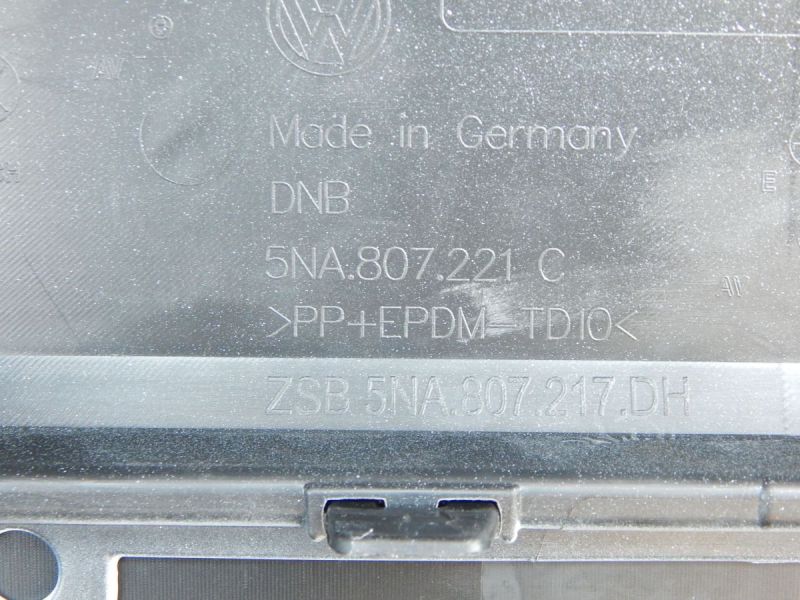 Made in Germany
DNB
E
5NA.807.221 C
>PP+EPDM-TD10<
ZSB 5NA.807.217.DH